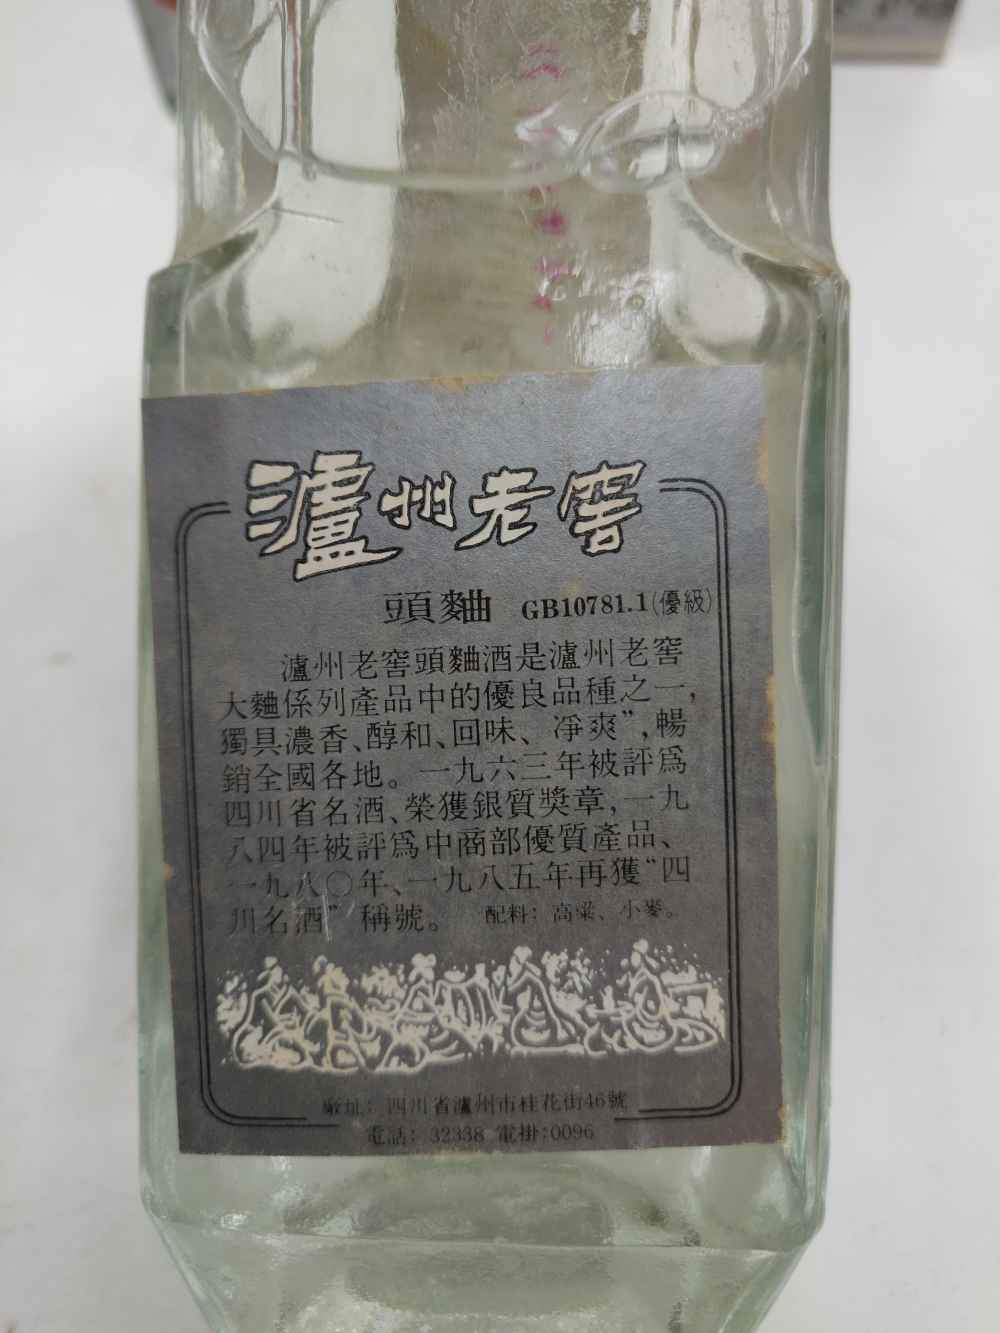 瀘州老窖
頭麯 GB10781.1(優級)
瀘州老窖頭麯酒是瀘州老窖
大麯係列產品中的優良品種之一,
獨具濃香、醇和、回味、凈爽”,暢
銷全國各地。一九六三年被評爲
四川省名酒、榮獲銀質奬章,一九
八四年被評爲中商部優質產品、
一九八〇年、一九八五年再獲“四
川名酒”稱號。 配料:高粱、小麥。
廠址:四川省瀘州市桂花街46號
電話:32338 電掛:0096